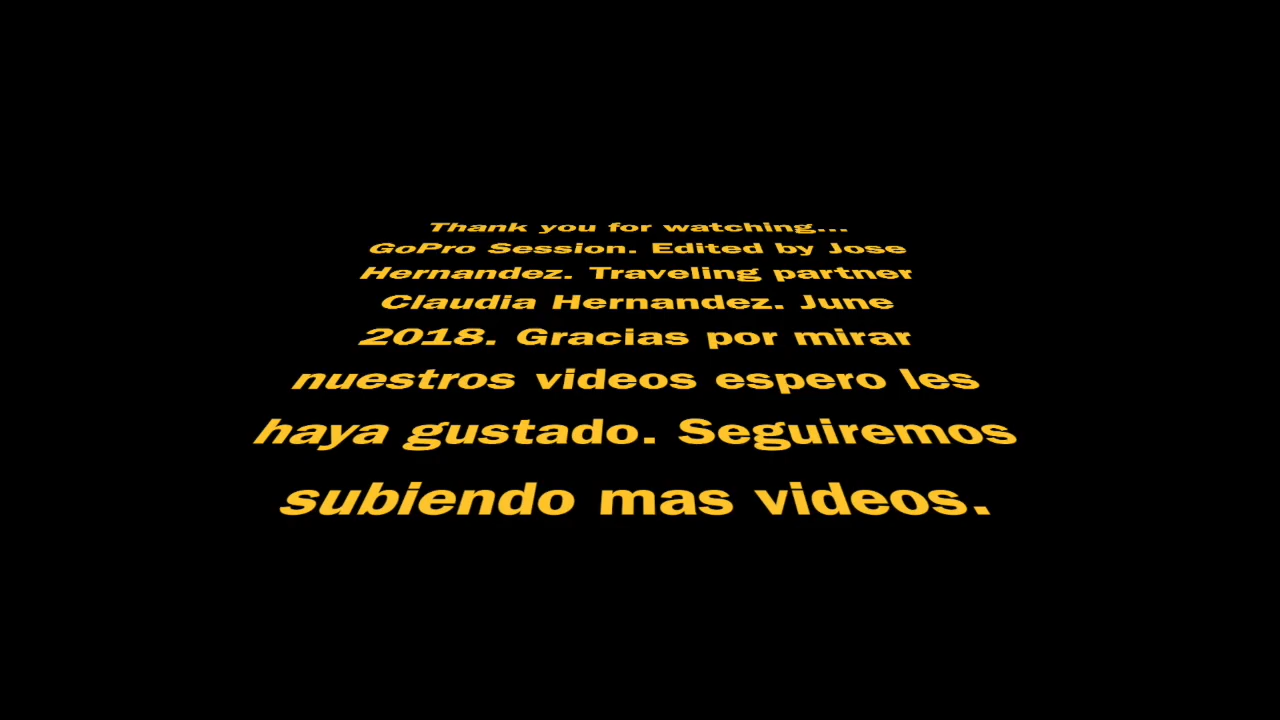 Thank you for watching...
GoPro Session. Edited by Jose
Hernandez. Traveling partner
Claudia Hernandez. June
2018. Gracias por mirar
nuestros videos espero les
haya gustado. Seguiremos
subiendo mas videos.